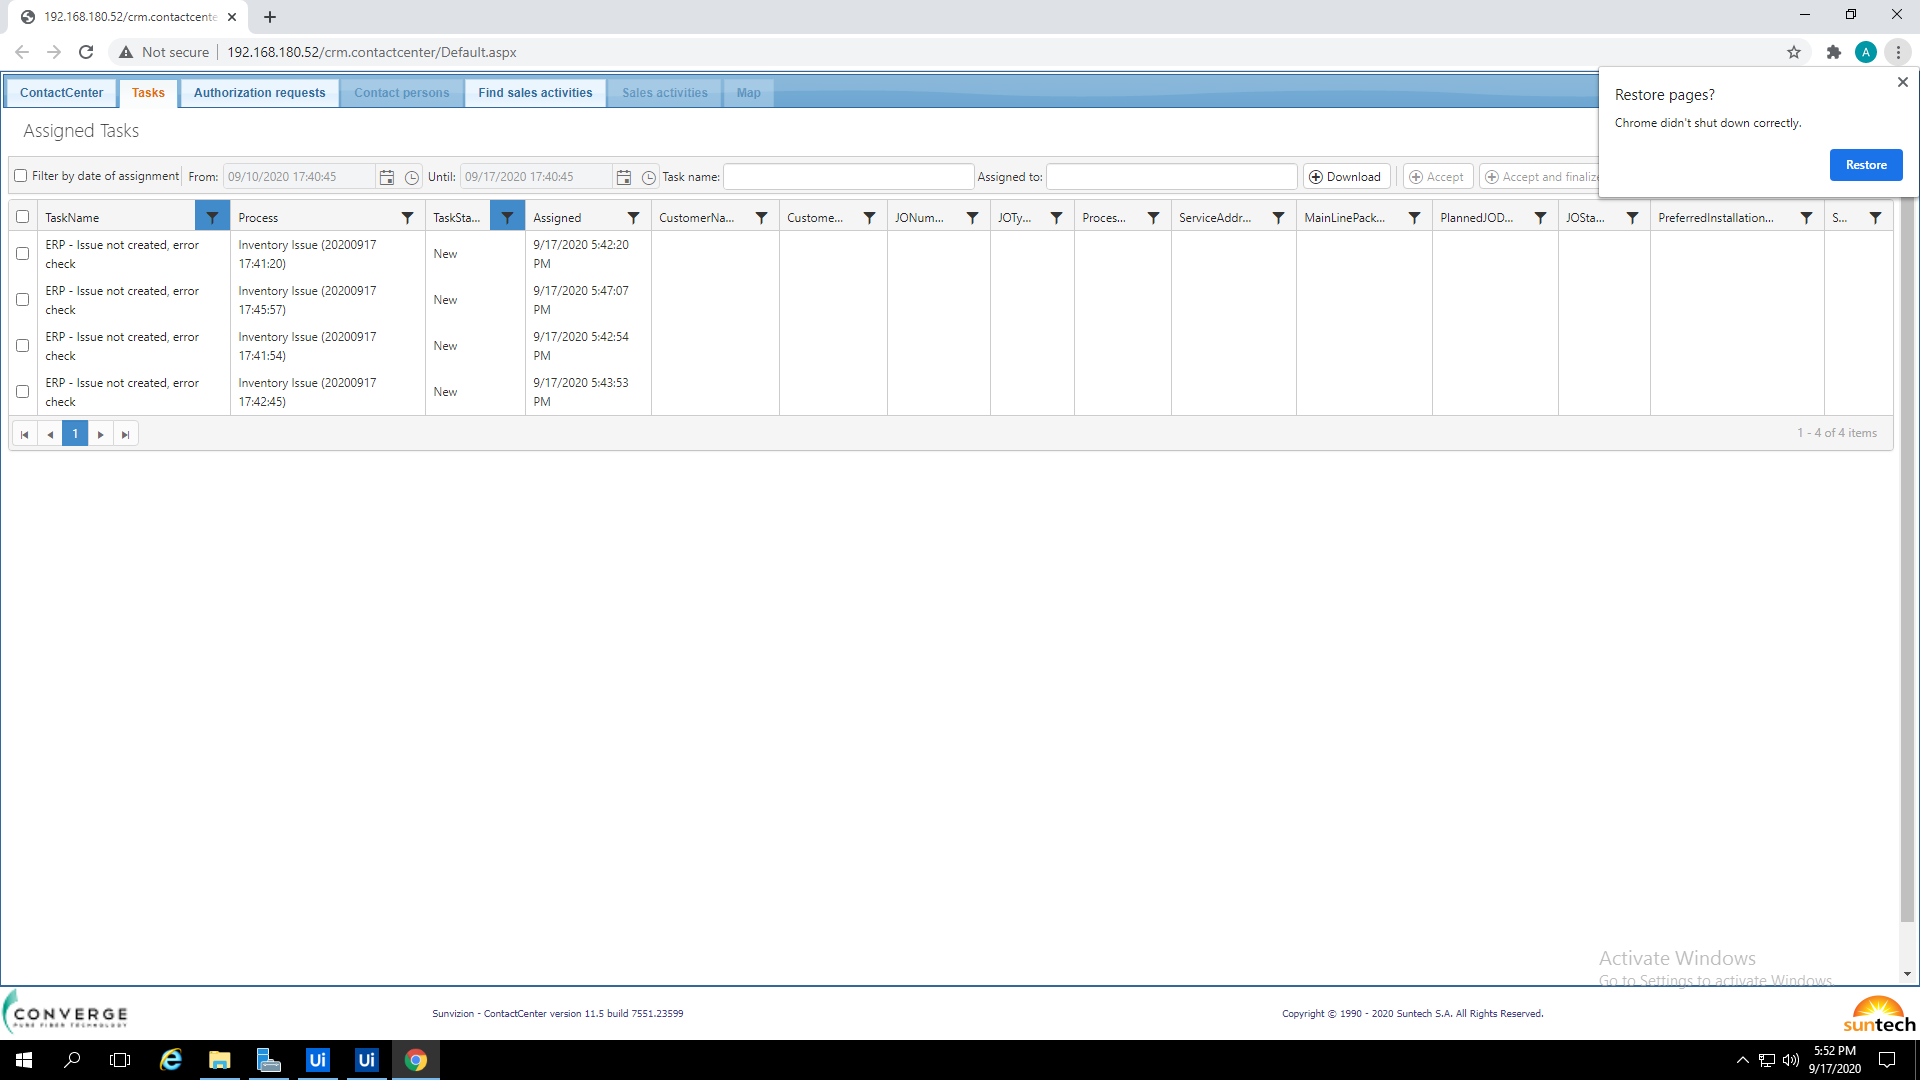 192.168.180.52/crm.contactcente
Not secure
192.168.180.52/crm.contactcenter/Default.aspx
A
ContactCenter
Tasks
Authorization requests
Contact persons
Find sales activities
Sales activities
Map
Restore pages?
Chrome didn't shut down correctly.
Restore
Assigned Tasks
Filter by date of assignment
From:
09/10/2020 17:40:45
Until:
09/17/2020 17:40:45
Task name:
Assigned to:
Download
Accept
Accept and finalize
TaskName
Process
TaskSta...
Assigned
CustomerNa...
Custome...
JONum...
JOTy...
Proces...
ServiceAddr...
MainLinePack...
PlannedJOD...
JOSta...
PreferredInstallation...
S...
ERP - Issue not created, error
check
Inventory Issue (20200917
17:41:20)
New
9/17/2020 5:42:20
PM
ERP - Issue not created, error
check
Inventory Issue (20200917
17:45:57)
New
9/17/2020 5:47:07
PM
ERP - Issue not created, error
check
Inventory Issue (20200917
17:41:54)
New
9/17/2020 5:42:54
PM
ERP - Issue not created, error
check
Inventory Issue (20200917
17:42:45)
New
9/17/2020 5:43:53
PM
1
1 - 4 of 4 items
Activate Windows
Go to Settings to activate Windows.
CONVERGE
PURE FIBER TECHNOLOGY
Sunvizion - ContactCenter version 11.5 build 7551.23599
Copyright © 1990 - 2020 Suntech S.A. All Rights Reserved.
suntech
Ui
Ui
5:52 PM
9/17/2020